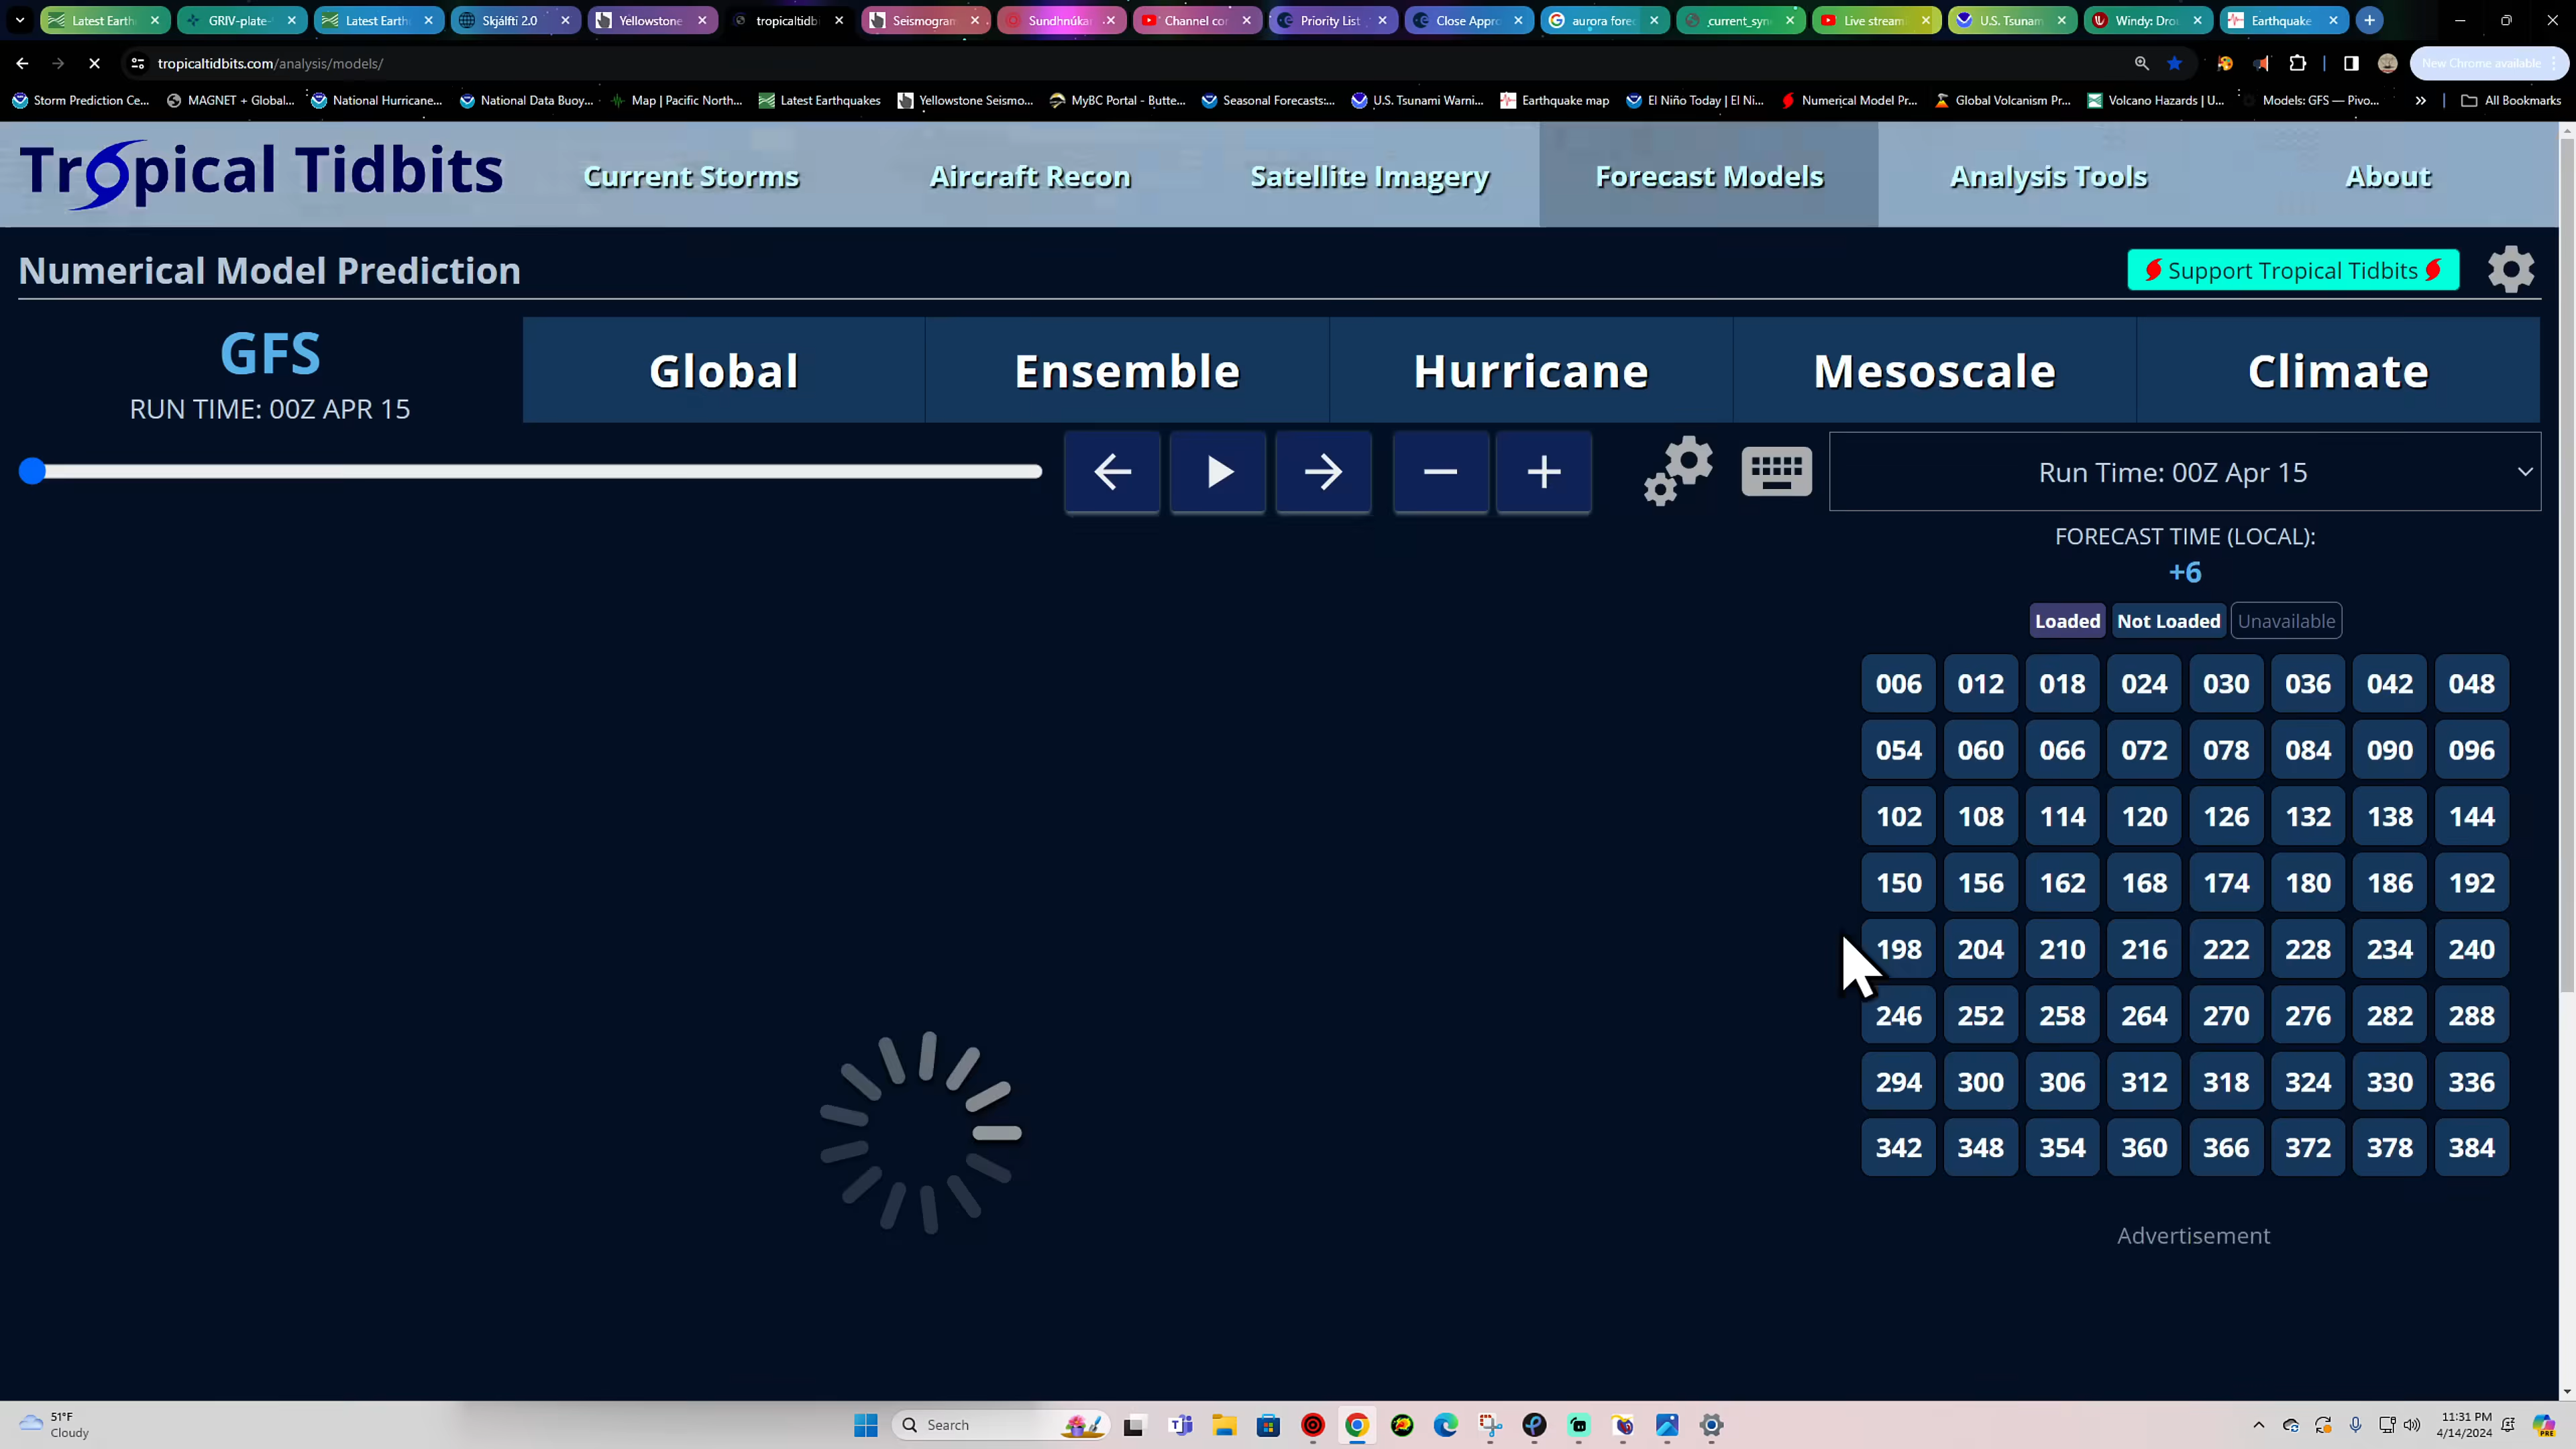 Latest Earth
GRIV-plate-
Latest Earth
Skjálfti 2.0
Yellowstone
tropicaltidbi
Seismogram
Sundhnúka
Channel co
Priority List
Close Appro
aurora fore
current_syn
Live stream
U.S. Tsunam
Windy: Dro
Earthquake
tropicaltidbits.com/analysis/models/
New Chrome available
Storm Prediction Ce...
MAGNET + Global...
National Hurricane...
National Data Buoy...
Map | Pacific North...
Latest Earthquakes
Yellowstone Seismo...
MyBC Portal - Butte...
Seasonal Forecasts:...
U.S. Tsunami Warni...
Earthquake map
El Niño Today | El Ni...
Numerical Model Pr...
Global Volcanism Pr...
Volcano Hazards | U...
Models: GFS — Pivo...
All Bookmarks
Tropical Tidbits
Current Storms
Aircraft Recon
Satellite Imagery
Forecast Models
Analysis Tools
About
Numerical Model Prediction
Support Tropical Tidbits
GFS
RUN TIME: 00Z APR 15
Global
Ensemble
Hurricane
Mesoscale
Climate
Run Time: 00Z Apr 15
FORECAST TIME (LOCAL):
+6
Loaded Not Loaded Unavailable
006 012 018 024 030 036 042 048
054 060 066 072 078 084 090 096
102 108 114 120 126 132 138 144
150 156 162 168 174 180 186 192
198 204 210 216 222 228 234 240
246 252 258 264 270 276 282 288
294 300 306 312 318 324 330 336
342 348 354 360 366 372 378 384
Advertisement
51°F
Cloudy
Search
11:31 PM
4/14/2024
PRE